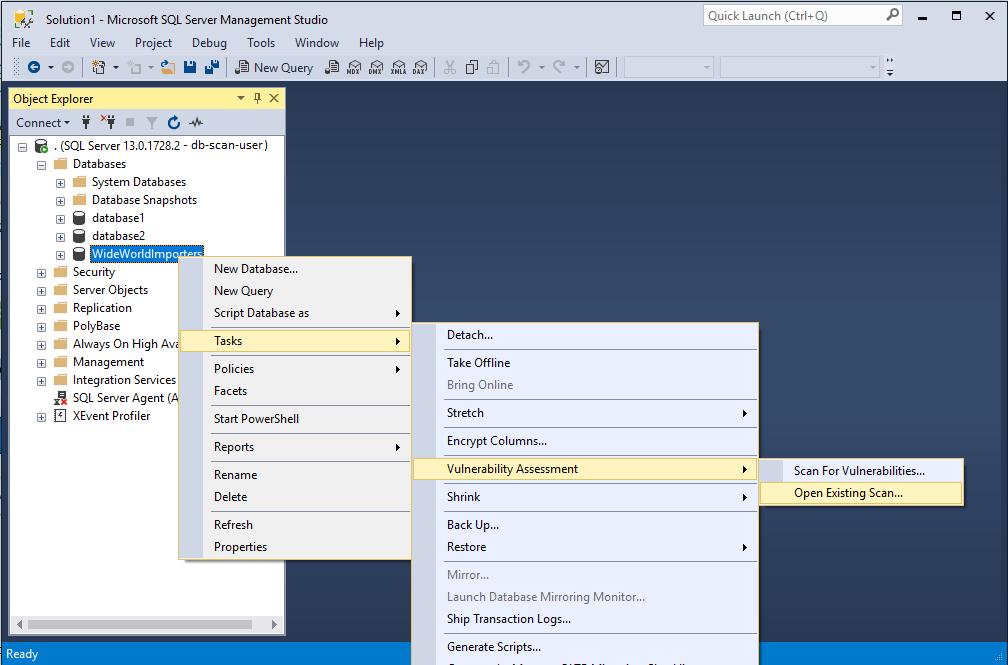 Solution1 - Microsoft SQL Server Management Studio
Quick Launch (Ctrl+Q)
File Edit View Project Debug Tools Window Help
New Query MDX DMX XMLA DAX
Object Explorer
Connect
. (SQL Server 13.0.1728.2 - db-scan-user)
Databases
System Databases
Database Snapshots
database1
database2
WideWorldImporters
Security
Server Objects
Replication
PolyBase
Always On High Ava
Management
Integration Services
SQL Server Agent (A
XEvent Profiler
New Database...
New Query
Script Database as
Tasks
Policies
Facets
Start PowerShell
Reports
Rename
Delete
Refresh
Properties
Detach...
Take Offline
Bring Online
Stretch
Encrypt Columns...
Vulnerability Assessment
Shrink
Back Up...
Restore
Mirror...
Launch Database Mirroring Monitor...
Ship Transaction Logs...
Generate Scripts...
Scan For Vulnerabilities...
Open Existing Scan...
Ready